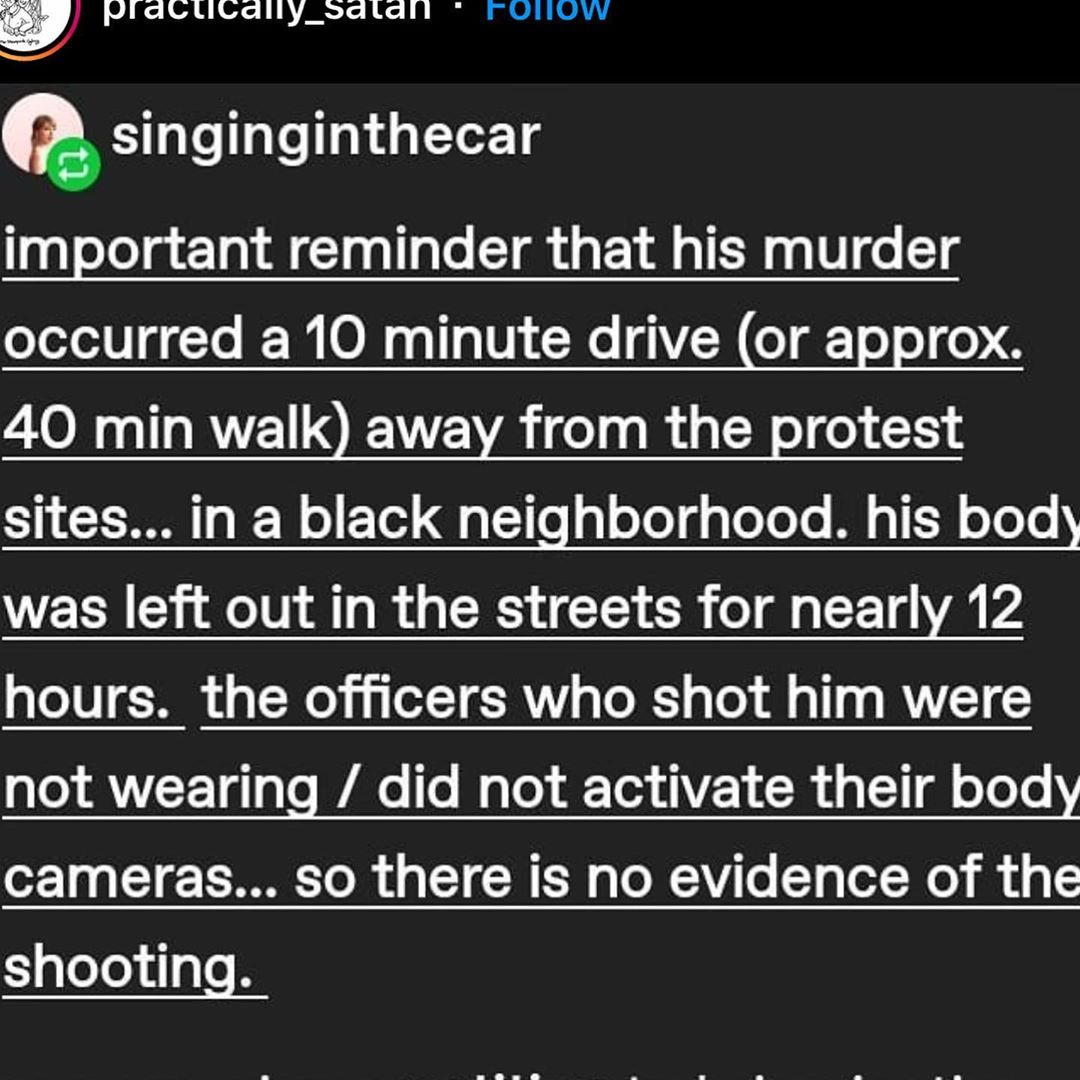 practically_satan · Follow
singinginthecar
important reminder that his murder
occurred a 10 minute drive (or approx.
40 min walk) away from the protest
sites... in a black neighborhood. his body
was left out in the streets for nearly 12
hours. the officers who shot him were
not wearing / did not activate their body
cameras... so there is no evidence of the
shooting.